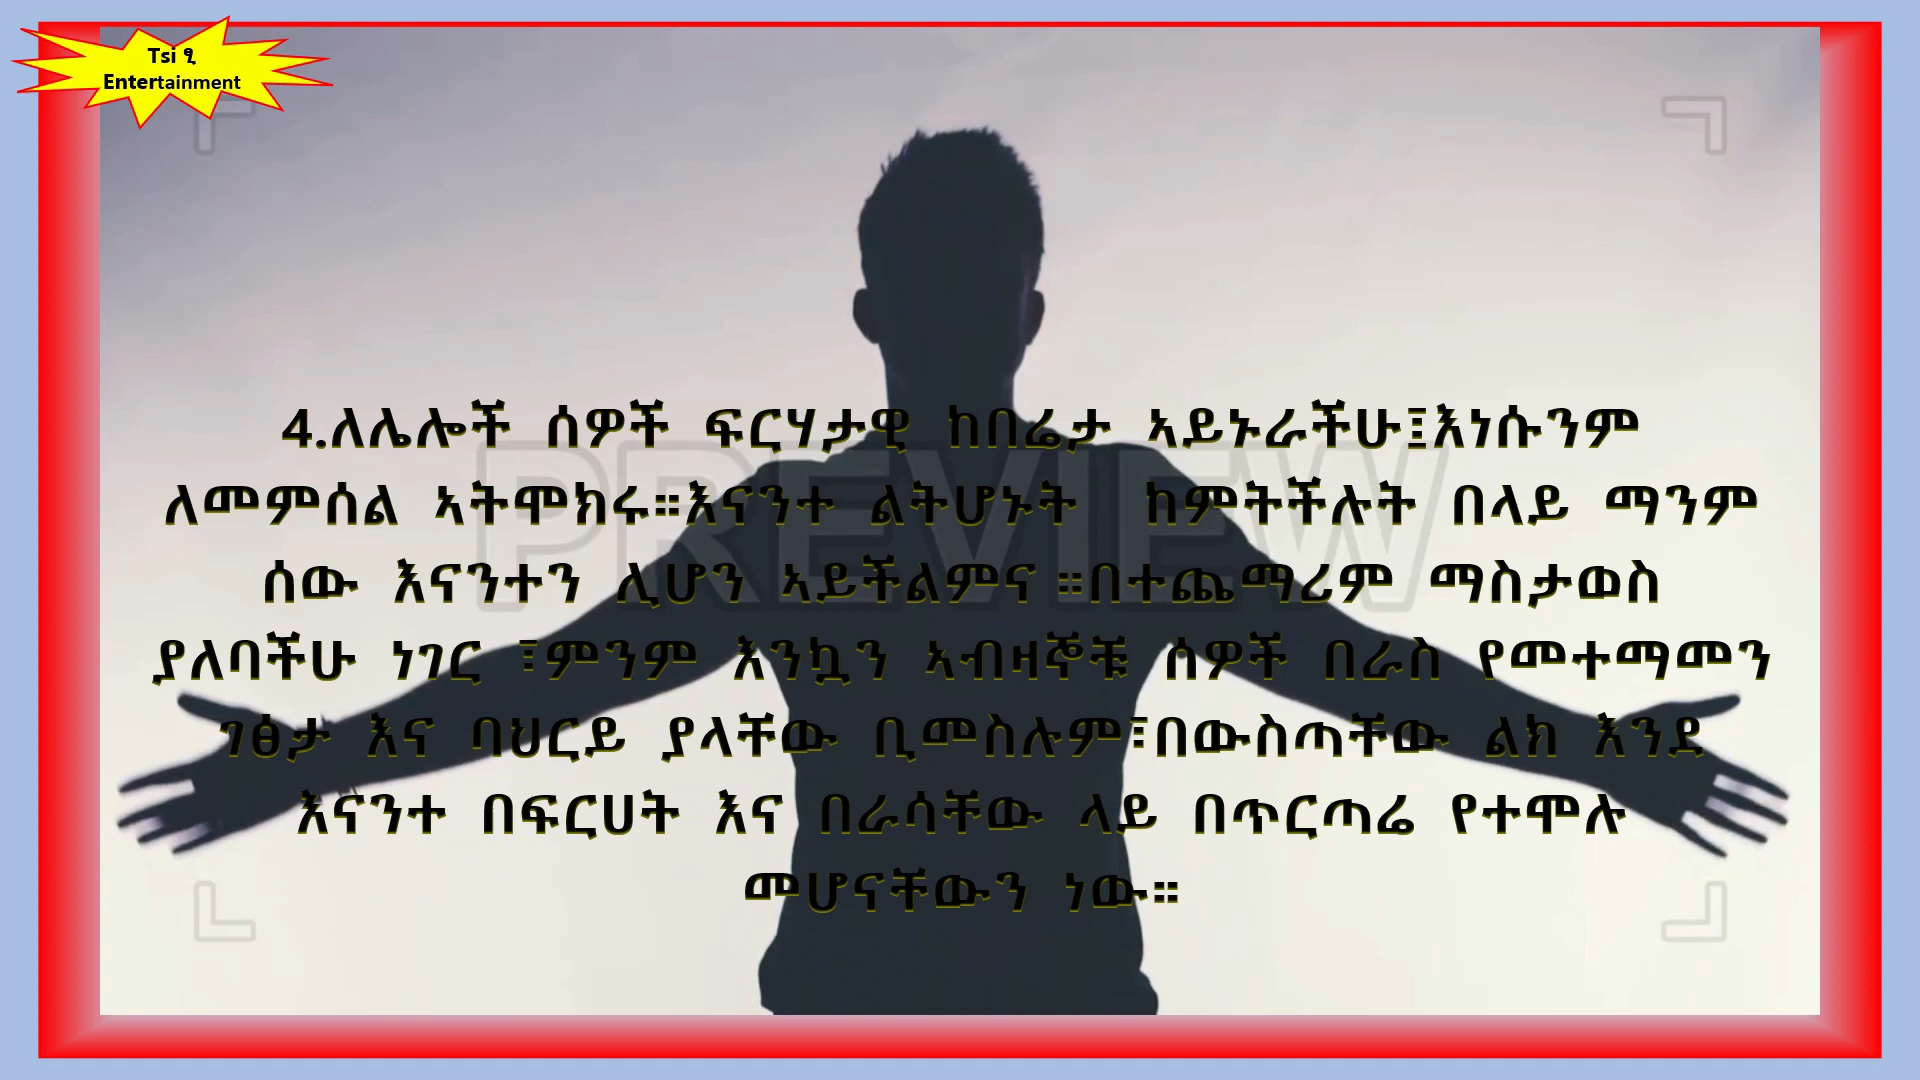 Tsi ፂ
Entertainment
4.ለሌሎች ሰዎች ፍርሃታዊ ከበሬታ ኣይኑራችሁ፤እነሱንም
ለመምሰል ኣትሞክሩ።እናንተ ልትሆኑት ከምትችሉት በላይ ማንም
ሰው እናንተን ሊሆን ኣይችልምና ።በተጨማሪም ማስታወስ
ያለባችሁ ነገር ፣ምንም እንኳን ኣብዛኞቹ ሰዎች በራስ የመተማመን
ገፅታ እና ባህርይ ያላቸው ቢመስሉም፣በውስጣቸው ልክ እንደ
እናንተ በፍርሀት እና በራሳቸው ላይ በጥርጣሬ የተሞሉ
መሆናቸውን ነው።
PREVIEW